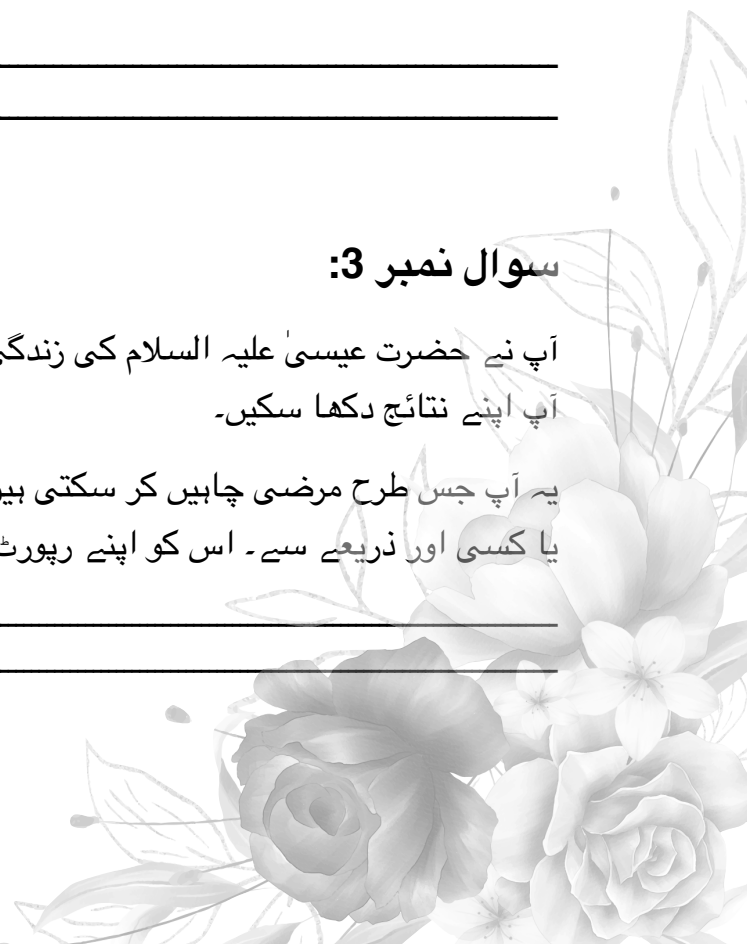 سوال نمبر 3:
آپ نے حضرت عیسیٰ علیہ السلام کی زندگی
آپ اپنے نتائج دکھا سکیں۔
یہ آپ جس طرح مرضی چاہیں کر سکتی ہیں
یا کسی اور ذریعے سے۔ اس کو اپنے رپورٹ